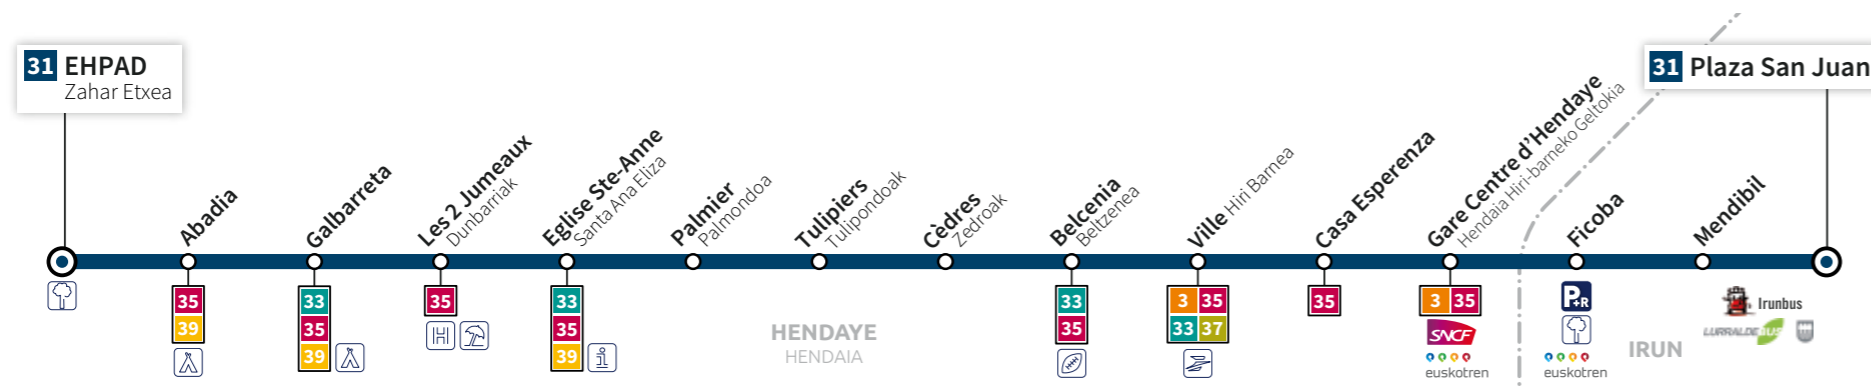 31 EHPAD
Zahar Etxea
Abadia
Galbarreta
Les 2 Jumeaux
Dunbarriak
Eglise Ste-Anne
Santa Ana Eliza
Palmier
Palmondoa
Tulipiers
Tulipondoak
Cèdres
Zedroak
Belcenia
Beltzenea
Ville Hiri Barnea
Casa Esperenza
Gare Centre d'Hendaye
Hendaia Hiri-barneko Geltokia
Ficoba
Mendibil
31 Plaza San Juan
35
39
33
35
39
35
H
33
35
39
i
HENDAYE
HENDAIA
33
35
3 35
33 37
35
3 35
SNCF
euskotren
P+R
euskotren
IRUN
Irunbus
LURRALDEBUS